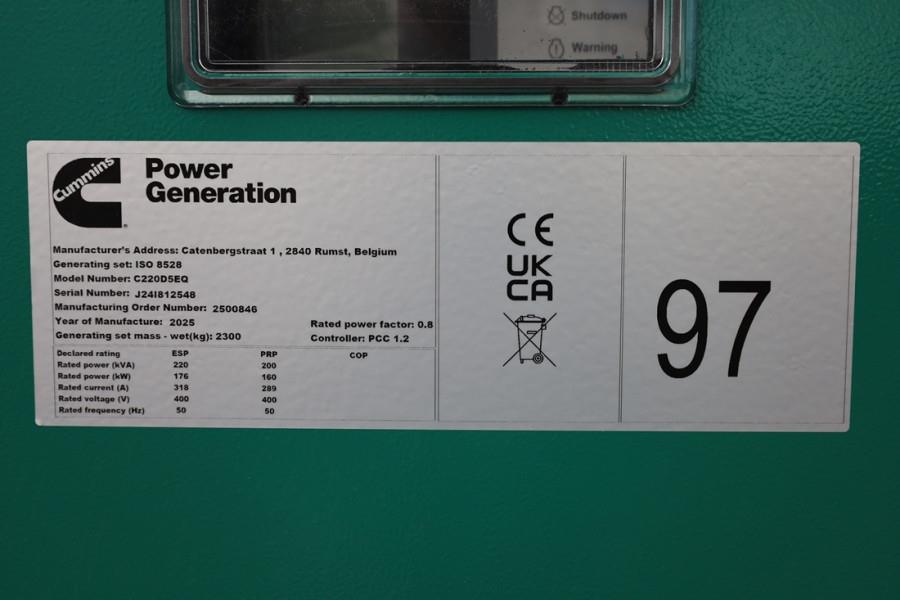 Shutdown
Warning
Cummins
Power
Generation
Manufacturer's Address: Catenbergstraat 1 , 2840 Rumst, Belgium
Generating set: ISO 8528
Model Number: C220D5EQ
Serial Number: J24I812548
Manufacturing Order Number: 2500846
Year of Manufacture: 2025
Rated power factor: 0.8
Generating set mass - wet(kg): 2300
Controller: PCC 1.2
Declared rating ESP PRP COP
Rated power (kVA) 220 200
Rated power (kW) 176 160
Rated current (A) 318 289
Rated voltage (V) 400 400
Rated frequency (Hz) 50 50
CE
UK
CA
97